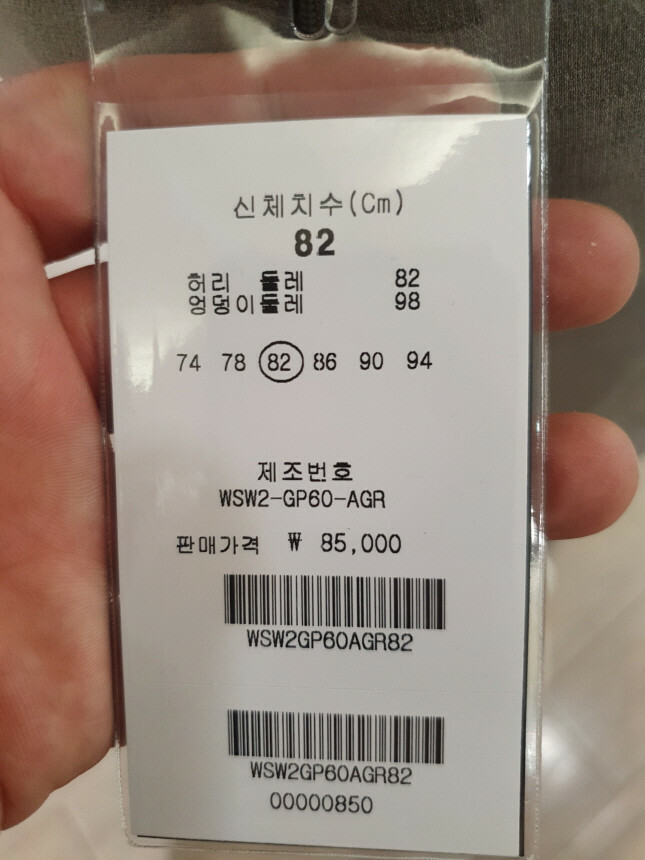 신체치수(Cm)
82
허리 둘레 82
엉덩이둘레 98
74 78 82 86 90 94
제조번호
WSW2-GP60-AGR
판매가격 ₩ 85,000
WSW2GP60AGR82
WSW2GP60AGR82
00000850